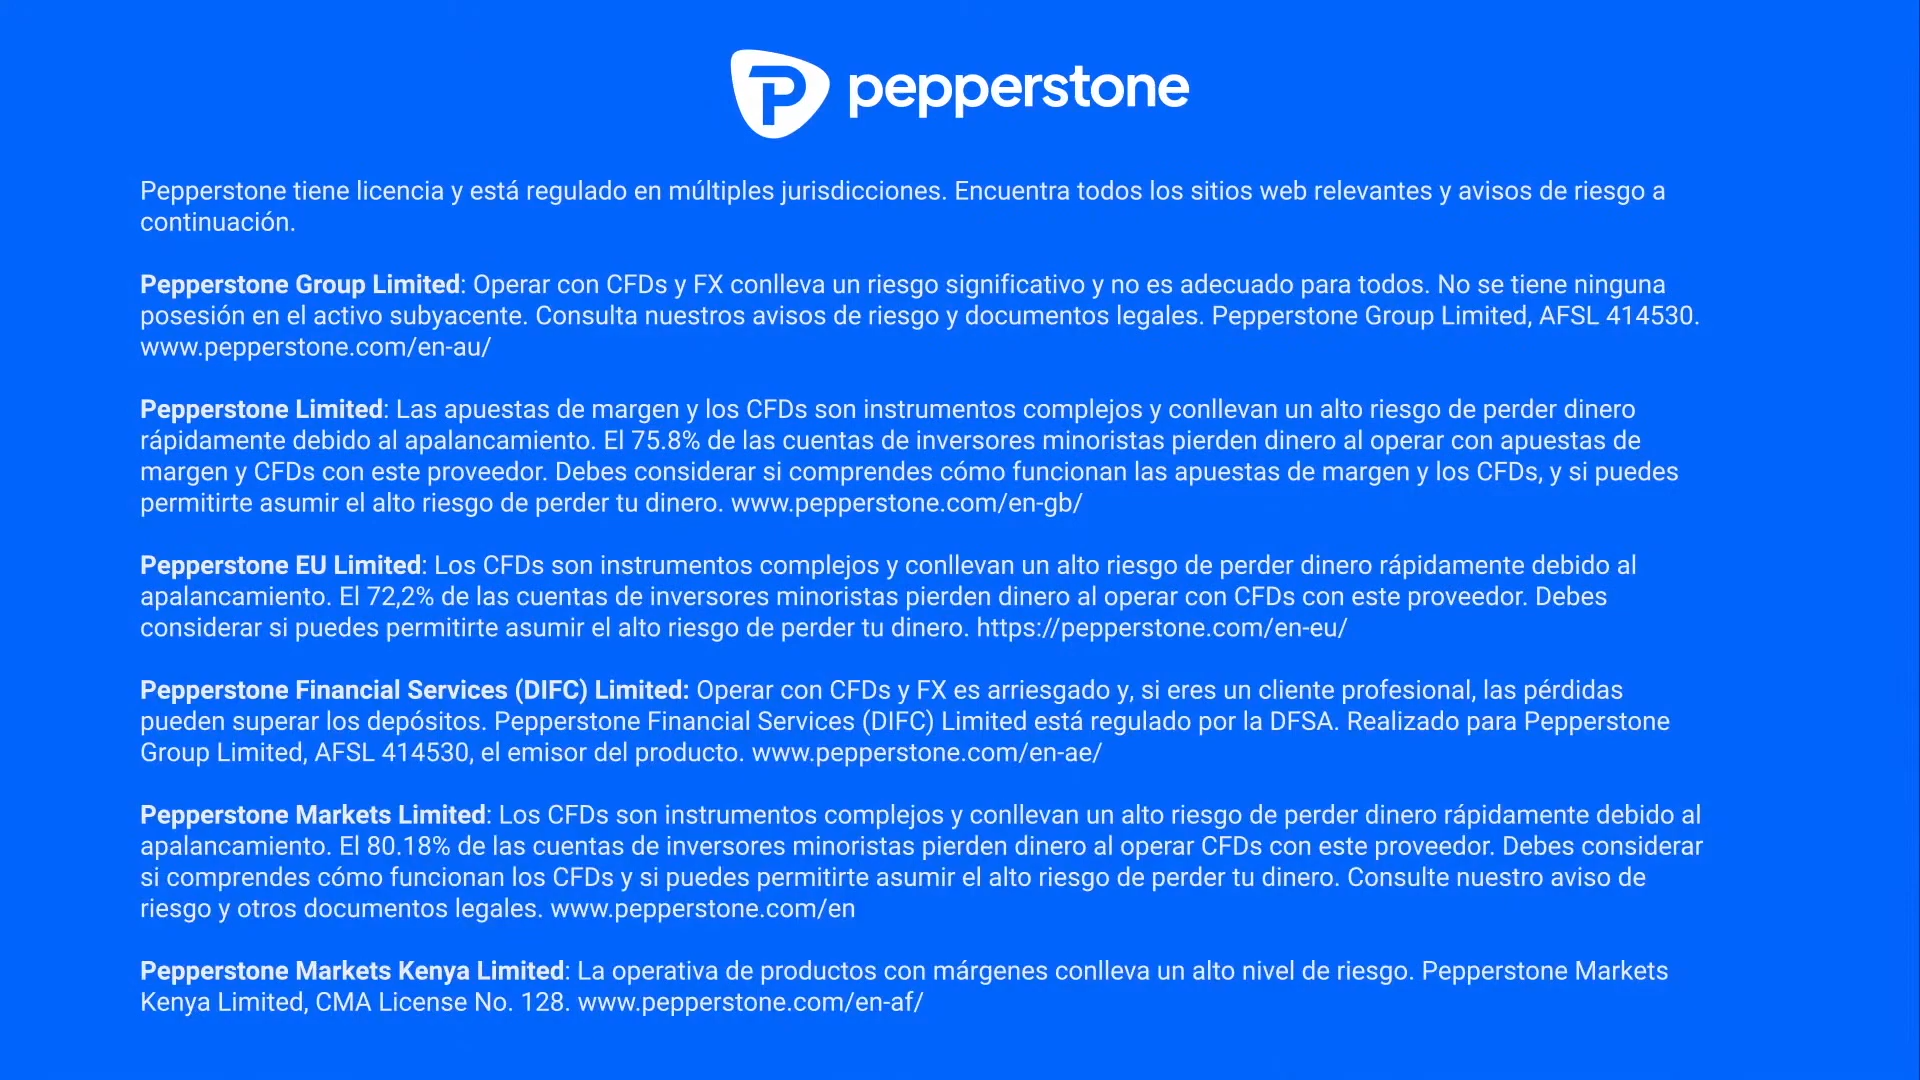 pepperstone
Pepperstone tiene licencia y está regulado en múltiples jurisdicciones. Encuentra todos los sitios web relevantes y avisos de riesgo a
continuación.
Pepperstone Group Limited: Operar con CFDs y FX conlleva un riesgo significativo y no es adecuado para todos. No se tiene ninguna
posesión en el activo subyacente. Consulta nuestros avisos de riesgo y documentos legales. Pepperstone Group Limited, AFSL 414530.
www.pepperstone.com/en-au/
Pepperstone Limited: Las apuestas de margen y los CFDs son instrumentos complejos y conllevan un alto riesgo de perder dinero
rápidamente debido al apalancamiento. El 75.8% de las cuentas de inversores minoristas pierden dinero al operar con apuestas de
margen y CFDs con este proveedor. Debes considerar si comprendes cómo funcionan las apuestas de margen y los CFDs, y si puedes
permitirte asumir el alto riesgo de perder tu dinero. www.pepperstone.com/en-gb/
Pepperstone EU Limited: Los CFDs son instrumentos complejos y conllevan un alto riesgo de perder dinero rápidamente debido al
apalancamiento. El 72,2% de las cuentas de inversores minoristas pierden dinero al operar con CFDs con este proveedor. Debes
considerar si puedes permitirte asumir el alto riesgo de perder tu dinero. https://pepperstone.com/en-eu/
Pepperstone Financial Services (DIFC) Limited: Operar con CFDs y FX es arriesgado y, si eres un cliente profesional, las pérdidas
pueden superar los depósitos. Pepperstone Financial Services (DIFC) Limited está regulado por la DFSA. Realizado para Pepperstone
Group Limited, AFSL 414530, el emisor del producto. www.pepperstone.com/en-ae/
Pepperstone Markets Limited: Los CFDs son instrumentos complejos y conllevan un alto riesgo de perder dinero rápidamente debido al
apalancamiento. El 80.18% de las cuentas de inversores minoristas pierden dinero al operar CFDs con este proveedor. Debes considerar
si comprendes cómo funcionan los CFDs y si puedes permitirte asumir el alto riesgo de perder tu dinero. Consulte nuestro aviso de
riesgo y otros documentos legales. www.pepperstone.com/en
Pepperstone Markets Kenya Limited: La operativa de productos con márgenes conlleva un alto nivel de riesgo. Pepperstone Markets
Kenya Limited, CMA License No. 128. www.pepperstone.com/en-af/